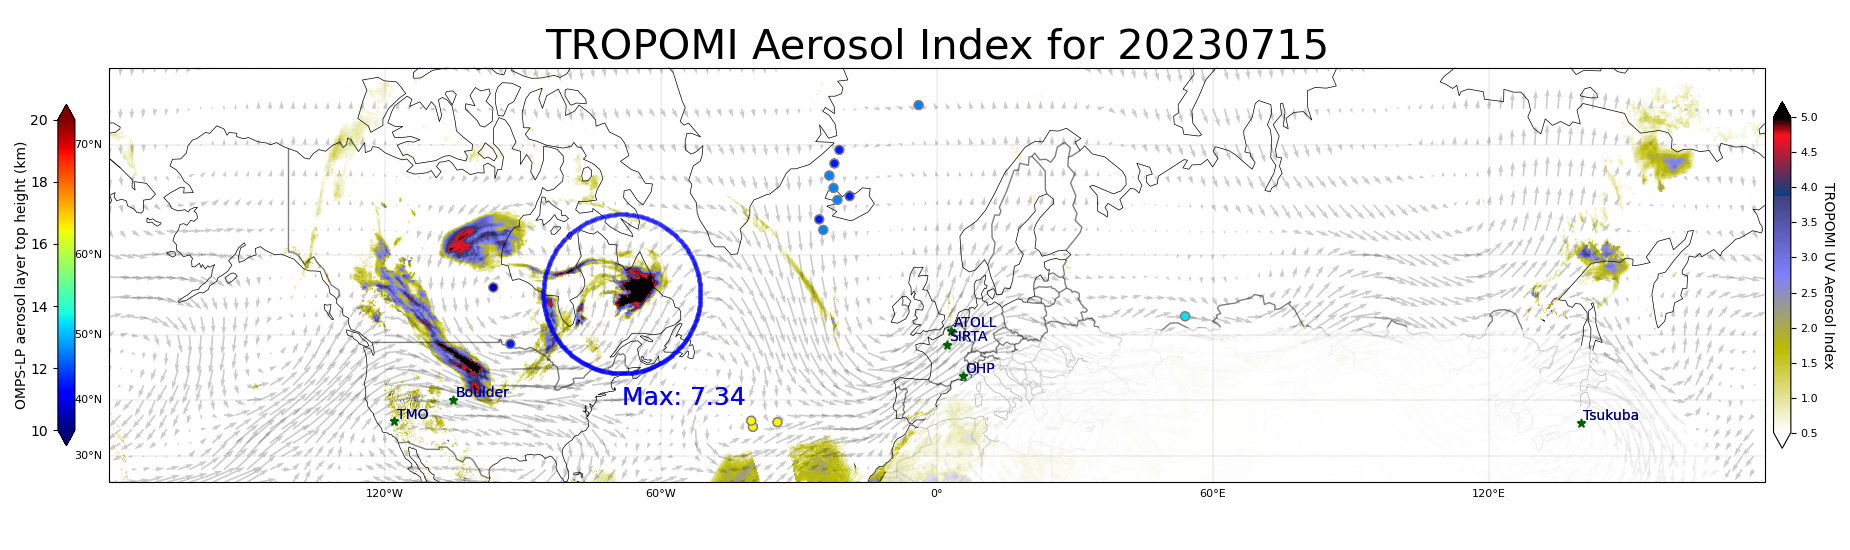 TROPOMI Aerosol Index for 20230715
20
18
16
14
12
10
OMPS-LP aerosol layer top height (km)
70°N
60°N
50°N
40°N
30°N
120°W
60°W
0°
60°E
120°E
ATOLL
SIRTA
OHP
Boulder
TMO
Tsukuba
Max: 7.34
5.0
4.5
4.0
3.5
3.0
2.5
2.0
1.5
1.0
0.5
TROPOMI UV Aerosol Index